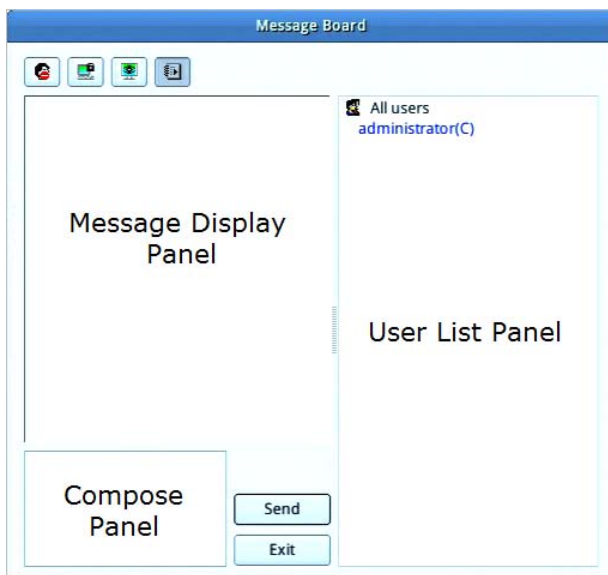 Message Board
All users
administrator(C)
Message Display
Panel
User List Panel
Compose
Panel
Send
Exit